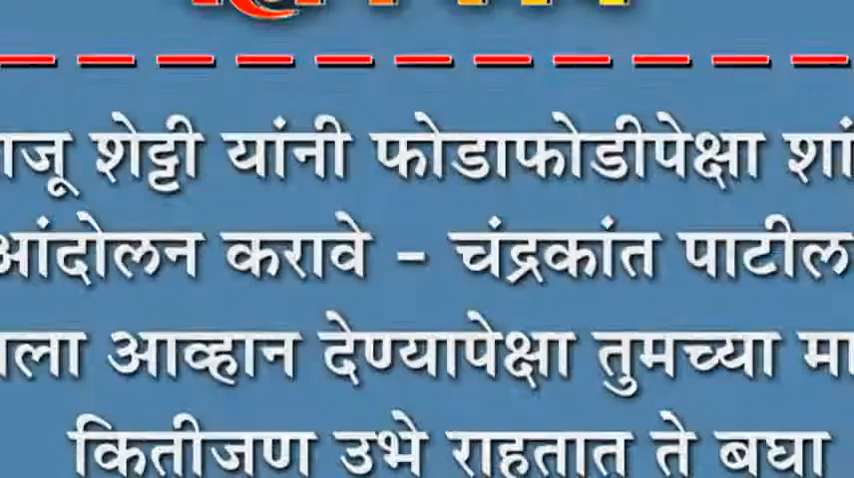 शेट्टी यांनी फोडाफोडीपेक्षा
आंदोलन करावे - चंद्रकांत पाटील
आव्हान देण्यापेक्षा तुमच्या
कितीजण उभे राहतात ते बघा